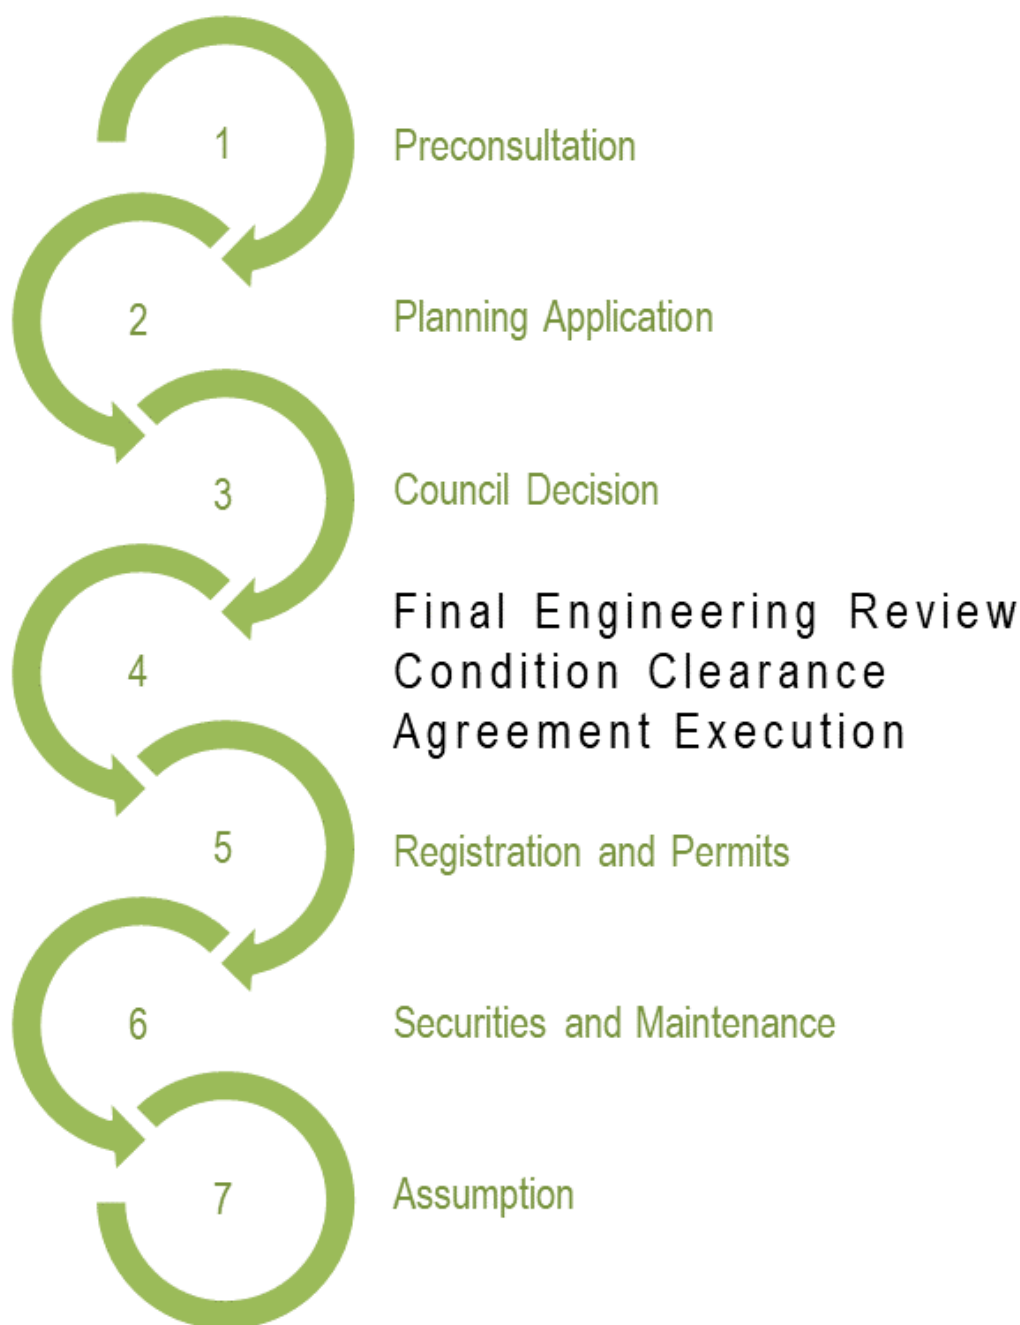 1
Preconsultation
2
Planning Application
3
Council Decision
4
Final Engineering Review
Condition Clearance
Agreement Execution
5
Registration and Permits
6
Securities and Maintenance
7
Assumption